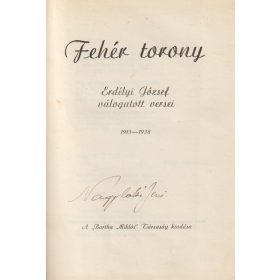 Fehér torony
Erdélyi József
válogatott versei
1913—1938
A „Bartha Miklós” Társaság kiadása